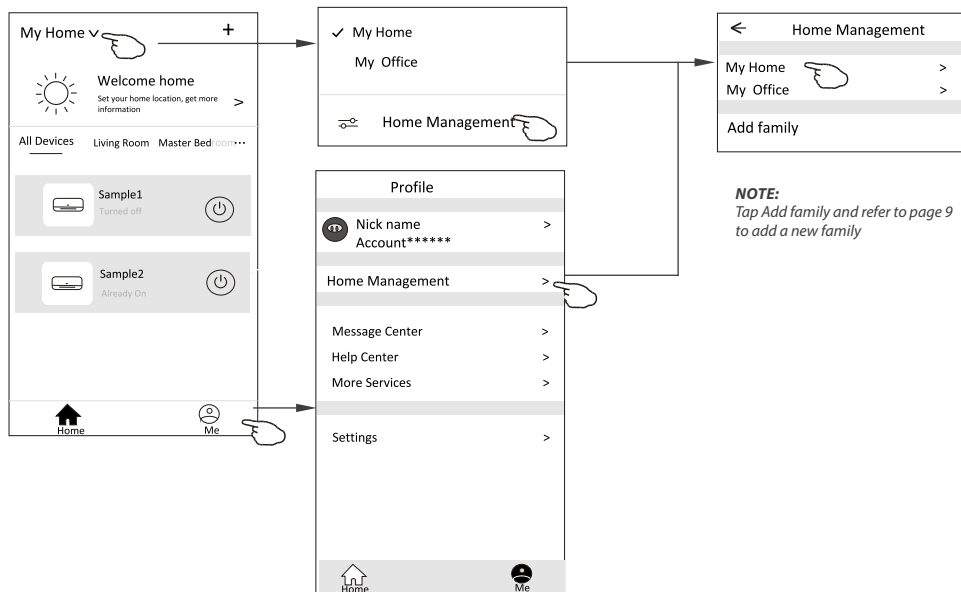 My Home
+
Welcome home
Set your home location, get more
information
>
All Devices Living Room Master Bedroom...
Sample1
Turned off
Sample2
Already On
Home Me
✓ My Home
My Office
Home Management
Profile
Nick name >
Account******
Home Management >
Message Center >
Help Center >
More Services >
Settings >
Home Me
Home Management
My Home >
My Office >
Add family
NOTE:
Tap Add family and refer to page 9
to add a new family